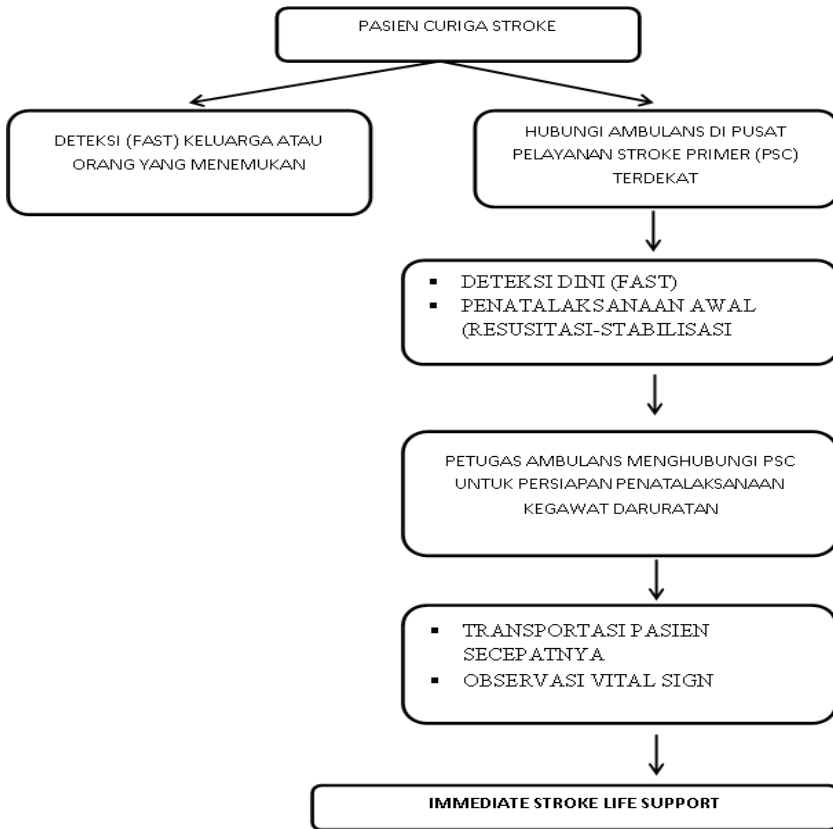 PASIEN CURIGA STROKE
DETEKSI (FAST) KELUARGA ATAU
ORANG YANG MENEMUKAN
HUBUNGI AMBULANS DI PUSAT
PELAYANAN STROKE PRIMER (PSC)
TERDEKAT
▪ DETEKSI DINI (FAST)
▪ PENATALAKSANAAN AWAL
(RESUSITASI-STABILISASI
PETUGAS AMBULANS MENGHUBUNGI PSC
UNTUK PERSIAPAN PENATALAKSANAAN
KEGAWAT DARURATAN
▪ TRANSPORTASI PASIEN
SECEPATNYA
▪ OBSERVASI VITAL SIGN
IMMEDIATE STROKE LIFE SUPPORT